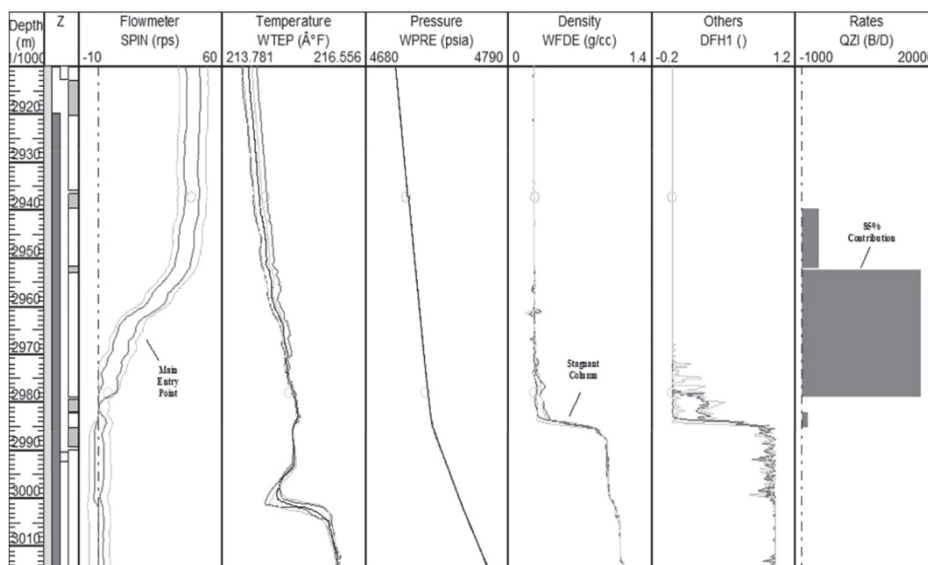 Depth
(m)
1/1000
Z
Flowmeter
SPIN (rps)
-10 60
Temperature
WTEP (Â°F)
213.781 216.556
Pressure
WPRE (psia)
4680 4790
Density
WFDE (g/cc)
0 1.4
Others
DFH1 ()
-0.2 1.2
Rates
QZI (B/D)
-1000 20000
2920
2930
2940
2950
2960
2970
2980
2990
3000
3010
Main
Entry
Point
Stagnant
Column
85%
Contribution